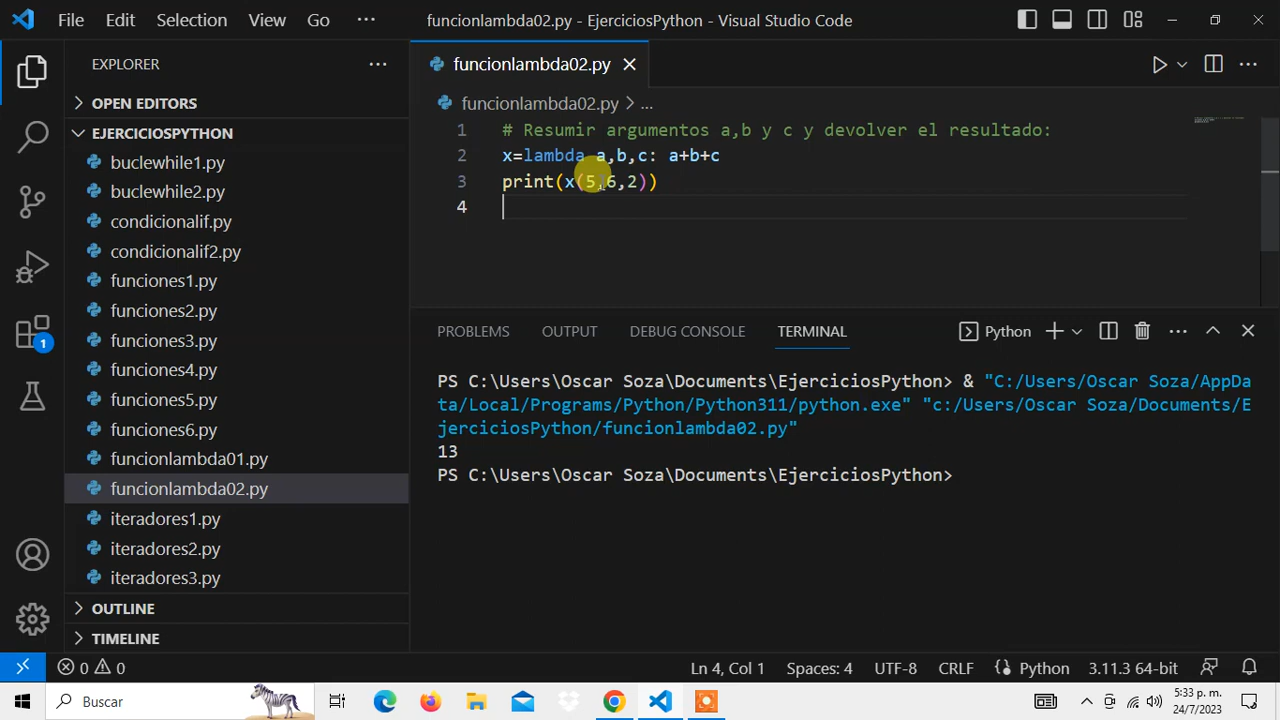 File Edit Selection View Go ··· funcionlambda02.py - EjerciciosPython - Visual Studio Code
EXPLORER
OPEN EDITORS
EJERCICIOSPYTHON
buclewhile1.py
buclewhile2.py
condicionalif.py
condicionalif2.py
funciones1.py
funciones2.py
funciones3.py
funciones4.py
funciones5.py
funciones6.py
funcionlambda01.py
funcionlambda02.py
iteradores1.py
iteradores2.py
iteradores3.py
OUTLINE
TIMELINE
1
funcionlambda02.py
funcionlambda02.py > ...
1 # Resumir argumentos a,b y c y devolver el resultado:
2 x=lambda a,b,c: a+b+c
3 print(x(5,6,2))
4
PROBLEMS OUTPUT DEBUG CONSOLE TERMINAL Python
PS C:\Users\Oscar Soza\Documents\EjerciciosPython> & "C:/Users/Oscar Soza/AppDa
ta/Local/Programs/Python/Python311/python.exe" "c:/Users/Oscar Soza/Documents/E
jerciciosPython/funcionlambda02.py"
13
PS C:\Users\Oscar Soza\Documents\EjerciciosPython>
0 0 Ln 4, Col 1 Spaces: 4 UTF-8 CRLF Python 3.11.3 64-bit
Buscar
5:33 p. m.
24/7/2023